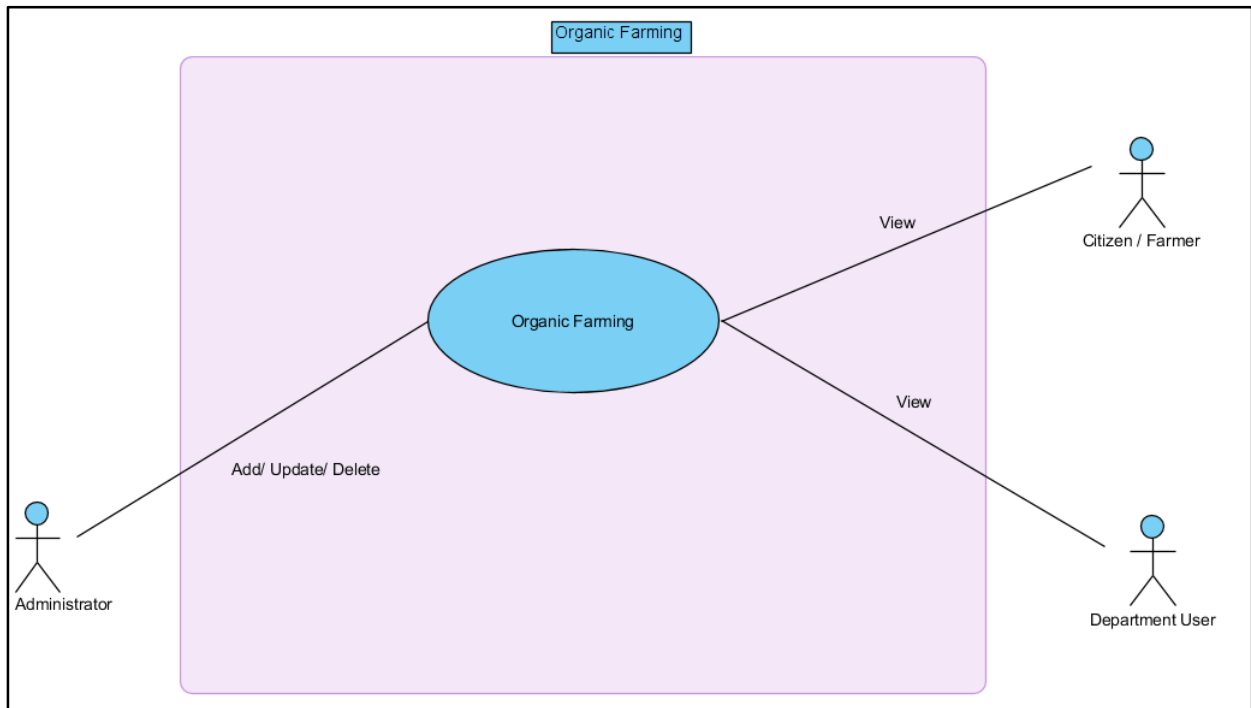 Organic Farming
View
Citizen / Farmer
Organic Farming
View
Add/ Update/ Delete
Administrator
Department User